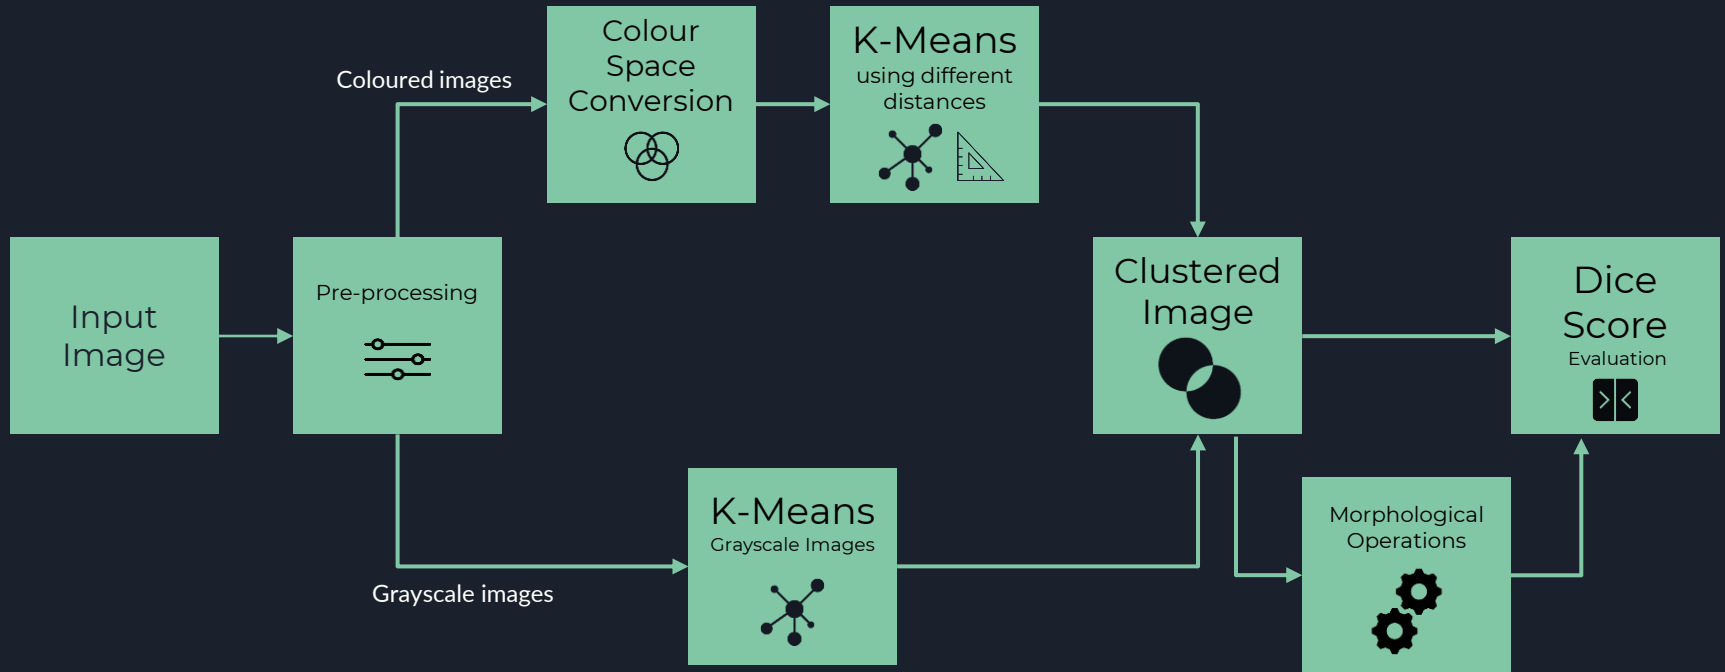 Input
Image
Pre-processing
Coloured images
Colour
Space
Conversion
K-Means
using different
distances
Grayscale images
K-Means
Grayscale Images
Clustered
Image
Morphological
Operations
Dice
Score
Evaluation